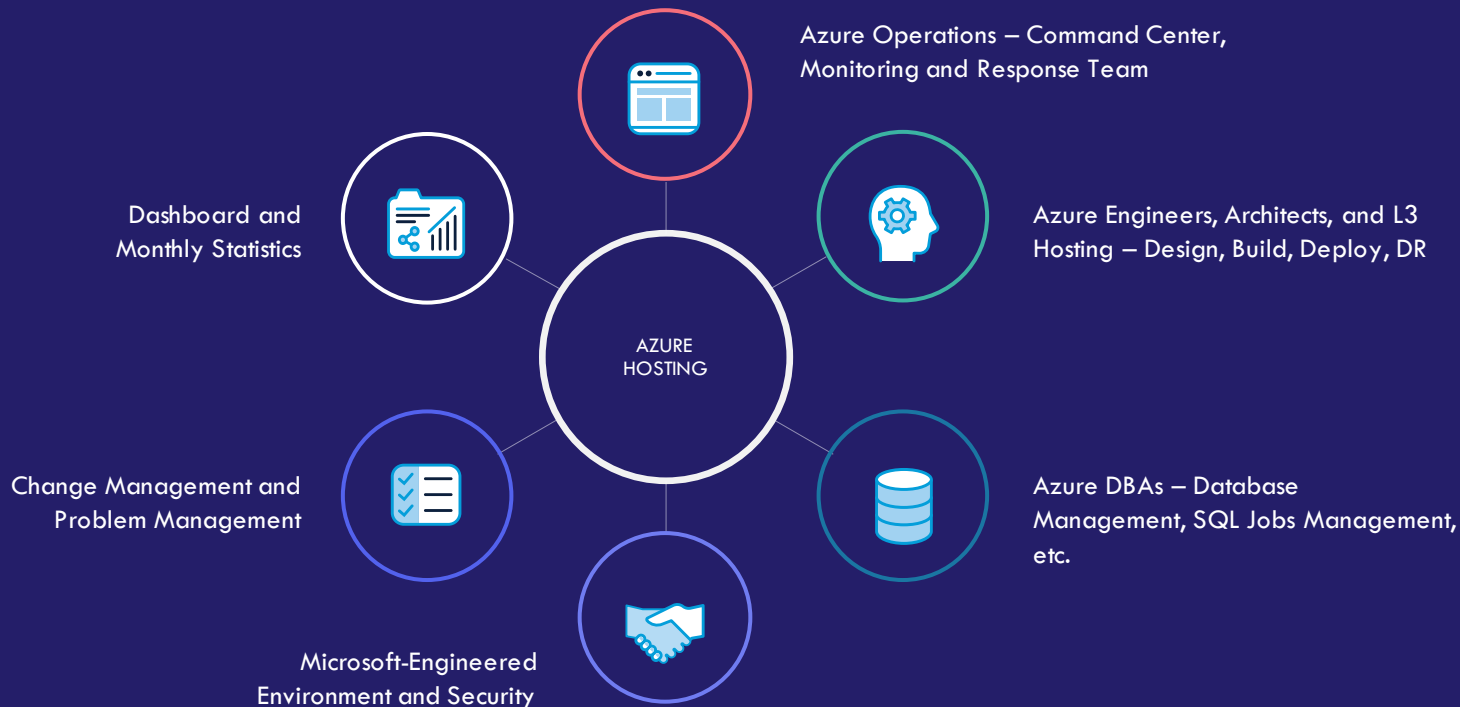 Azure Operations – Command Center,
Monitoring and Response Team
Dashboard and
Monthly Statistics
Azure Engineers, Architects, and L3
Hosting – Design, Build, Deploy, DR
AZURE
HOSTING
Change Management and
Problem Management
Azure DBAs – Database
Management, SQL Jobs Management,
etc.
Microsoft-Engineered
Environment and Security